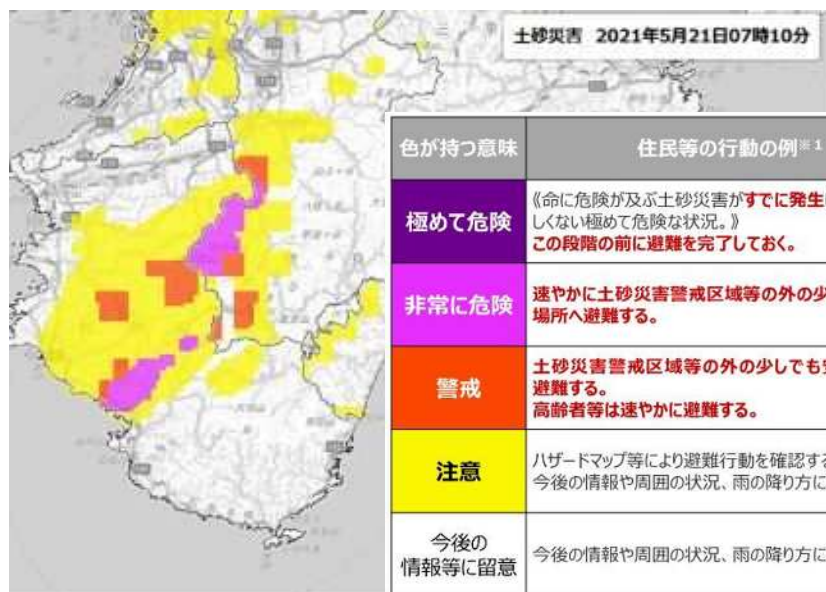 土砂災害 2021年5月21日07時10分
色が持つ意味
住民等の行動の例※1
極めて危険
《命に危険が及ぶ土砂災害がすでに発生
しくない極めて危険な状況。》
この段階の前に避難を完了しておく。
非常に危険
速やかに土砂災害警戒区域等の外の少
場所へ避難する。
警戒
土砂災害警戒区域等の外の少しでも
避難する。
高齢者等は速やかに避難する。
注意
ハザードマップ等により避難行動を確認する
今後の情報や周囲の状況、雨の降り方に
今後の
情報等に留意
今後の情報や周囲の状況、雨の降り方に